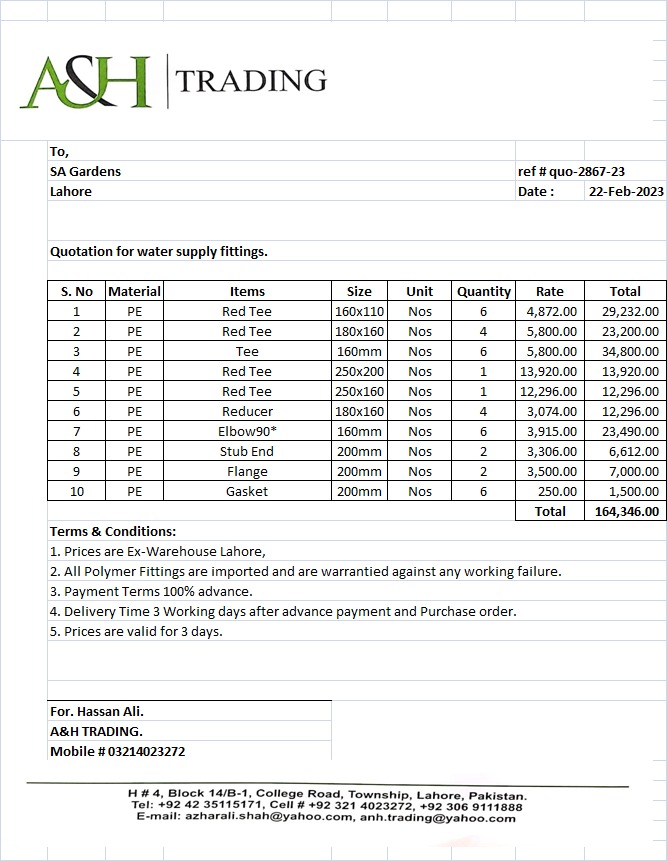 A&H | TRADING
To,
SA Gardens ref # quo-2867-23
Lahore Date : 22-Feb-2023
Quotation for water supply fittings.
S. No Material Items Size Unit Quantity Rate Total
1 PE Red Tee 160x110 Nos 6 4,872.00 29,232.00
2 PE Red Tee 180x160 Nos 4 5,800.00 23,200.00
3 PE Tee 160mm Nos 6 5,800.00 34,800.00
4 PE Red Tee 250x200 Nos 1 13,920.00 13,920.00
5 PE Red Tee 250x160 Nos 1 12,296.00 12,296.00
6 PE Reducer 180x160 Nos 4 3,074.00 12,296.00
7 PE Elbow90* 160mm Nos 6 3,915.00 23,490.00
8 PE Stub End 200mm Nos 2 3,306.00 6,612.00
9 PE Flange 200mm Nos 2 3,500.00 7,000.00
10 PE Gasket 200mm Nos 6 250.00 1,500.00
Total 164,346.00
Terms & Conditions:
1. Prices are Ex-Warehouse Lahore,
2. All Polymer Fittings are imported and are warrantied against any working failure.
3. Payment Terms 100% advance.
4. Delivery Time 3 Working days after advance payment and Purchase order.
5. Prices are valid for 3 days.
For. Hassan Ali.
A&H TRADING.
Mobile # 03214023272
H # 4, Block 14/B-1, College Road, Township, Lahore, Pakistan.
Tel: +92 42 35115171, Cell # +92 321 4023272, +92 306 9111888
E-mail: azharali.shah@yahoo.com, anh.trading@yahoo.com